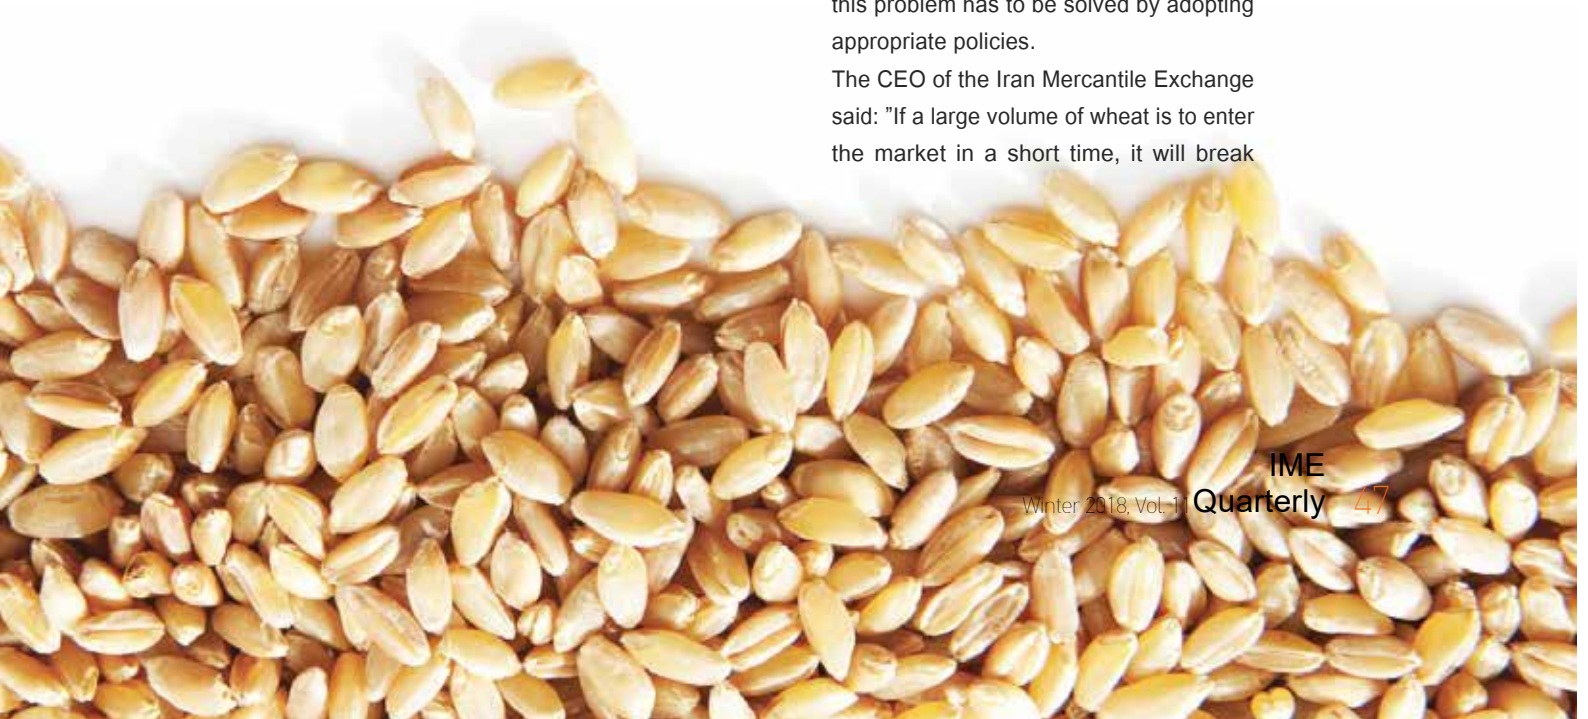 this problem has to be solved by adopting
appropriate policies.
The CEO of the Iran Mercantile Exchange
said: ”If a large volume of wheat is to enter
the market in a short time, it will break
IME
Winter 2018, Vol. 11 Quarterly 47